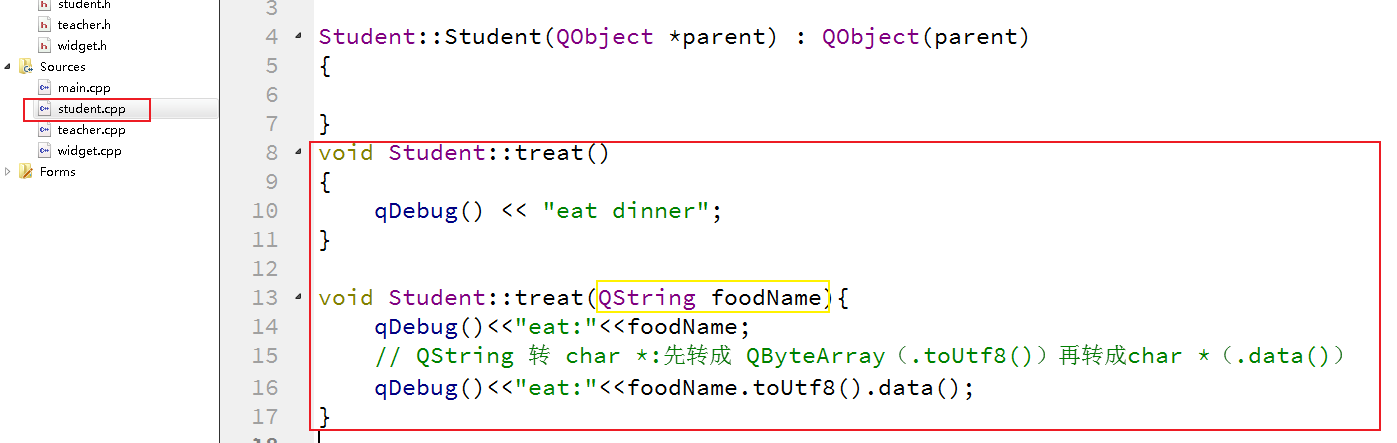 student.h
teacher.h
widget.h
Sources
main.cpp
student.cpp
teacher.cpp
widget.cpp
Forms
3
4 Student::Student(QObject *parent) : QObject(parent)
5 {
6
7 }
8 void Student::treat()
9 {
10 qDebug() << "eat dinner";
11 }
12
13 void Student::treat(QString foodName){
14 qDebug()<<"eat:"<<foodName;
15 // QString 转 char *:先转成 QByteArray（.toUtf8()）再转成char *（.data()）
16 qDebug()<<"eat:"<<foodName.toUtf8().data();
17 }
18